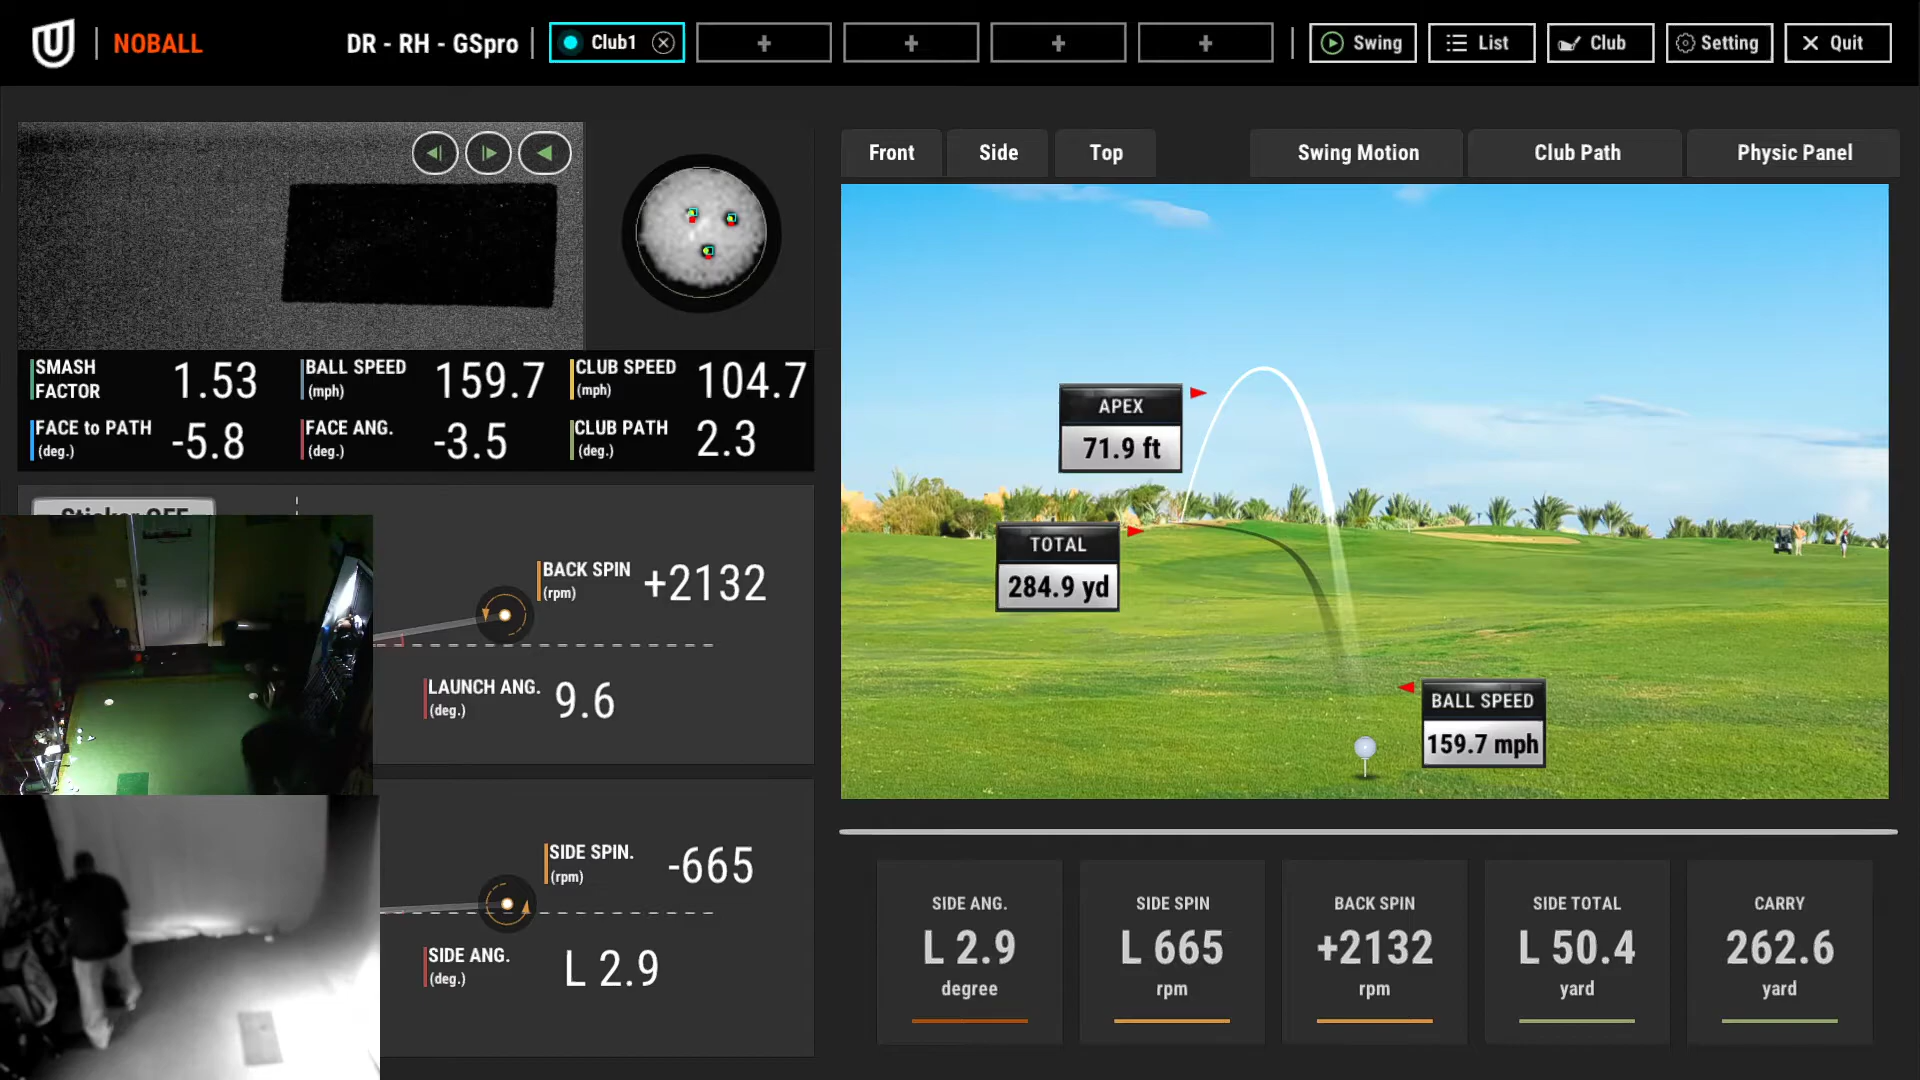 U | NOBALL
DR - RH - GSpro | Club1
+
+
+
+
Swing
List
Club
Setting
Quit
Front
Side
Top
Swing Motion
Club Path
Physic Panel
SMASH FACTOR 1.53
BALL SPEED (mph) 159.7
CLUB SPEED (mph) 104.7
FACE to PATH (deg.) -5.8
FACE ANG. (deg.) -3.5
CLUB PATH (deg.) 2.3
Sticker OFF
BACK SPIN (rpm) +2132
LAUNCH ANG. (deg.) 9.6
SIDE SPIN. (rpm) -665
SIDE ANG. (deg.) L 2.9
APEX
71.9 ft
TOTAL
284.9 yd
BALL SPEED
159.7 mph
SIDE ANG.
L 2.9
degree
SIDE SPIN
L 665
rpm
BACK SPIN
+2132
rpm
SIDE TOTAL
L 50.4
yard
CARRY
262.6
yard